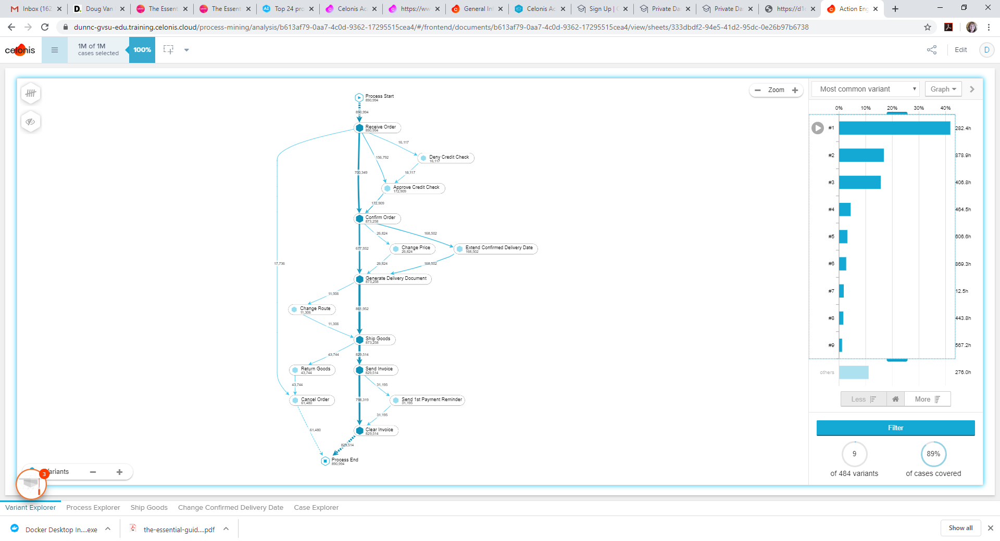 Inbox (162
Doug Van
The Essent
The Essent
Top 24 pro
Celonis Ac
https://ww
General In
Celonis Ac
Sign Up | C
Private Da
Private Da
https://d1
Action Eng
dunnc-gvsu-edu.training.celonis.cloud/process-mining/analysis/b613af79-0aa7-4c0d-9362-17295515cea4/#/frontend/documents/b613af79-0aa7-4c0d-9362-17295515cea4/view/sheets/333dbdf2-94e5-41d2-95dc-0e26b97b6738
celonis
1M of 1M
cases selected
100%
Edit
D
Zoom
Most common variant
Graph
Process Start
890,994
890,994
Receive Order
890,994
16,117
156,792
Deny Credit Check
16,117
700,349
16,117
Approve Credit Check
172,909
172,909
Confirm Order
873,258
26,824
168,502
677,932
Change Price
26,824
Extend Confirmed Delivery Date
168,502
17,736
26,824
168,502
Generate Delivery Document
873,258
11,306
Change Route
11,306
861,952
11,306
Ship Goods
873,258
43,744
829,514
Return Goods
43,744
Send Invoice
829,514
43,744
31,195
Cancel Order
61,480
798,319
Send 1st Payment Reminder
31,195
31,195
61,480
Clear Invoice
829,514
829,514
Process End
890,994
0% 10% 20% 30% 40%
#1 282.4h
#2 878.9h
#3 406.8h
#4 464.5h
#5 606.6h
#6 869.3h
#7 12.5h
#8 443.8h
#9 567.2h
others 276.0h
Less
More
Filter
9
of 484 variants
89%
of cases covered
3
ariants
Variant Explorer
Process Explorer
Ship Goods
Change Confirmed Delivery Date
Case Explorer
Docker Desktop In....exe
the-essential-guid....pdf
Show all